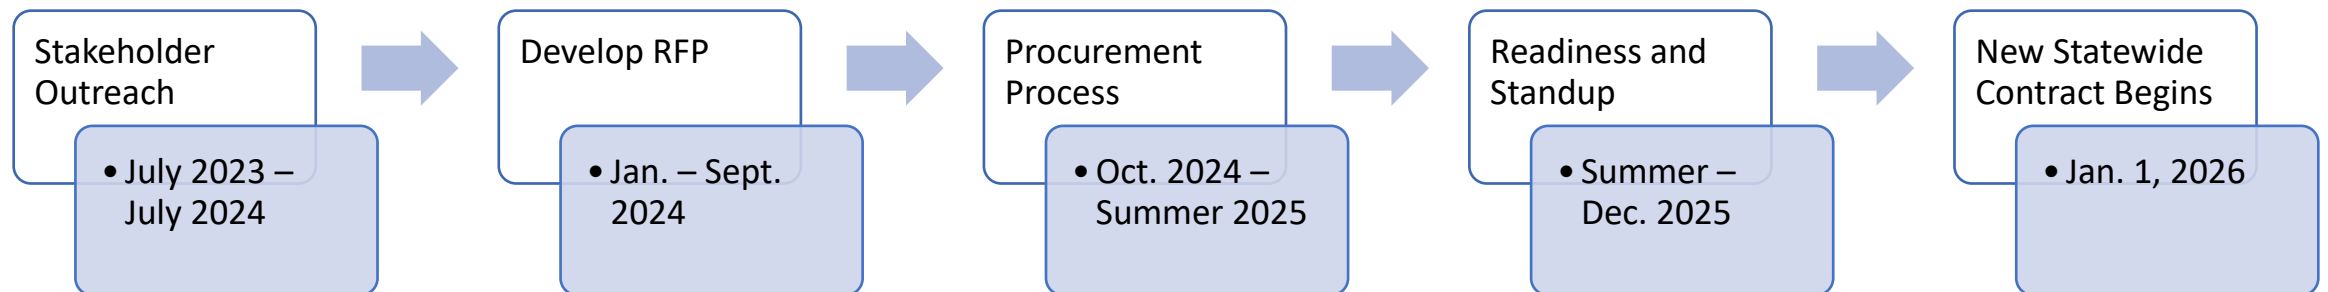 Stakeholder
Outreach
• July 2023 –
July 2024
Develop RFP
• Jan. – Sept.
2024
Procurement
Process
• Oct. 2024 –
Summer 2025
Readiness and
Standup
• Summer –
Dec. 2025
New Statewide
Contract Begins
• Jan. 1, 2026